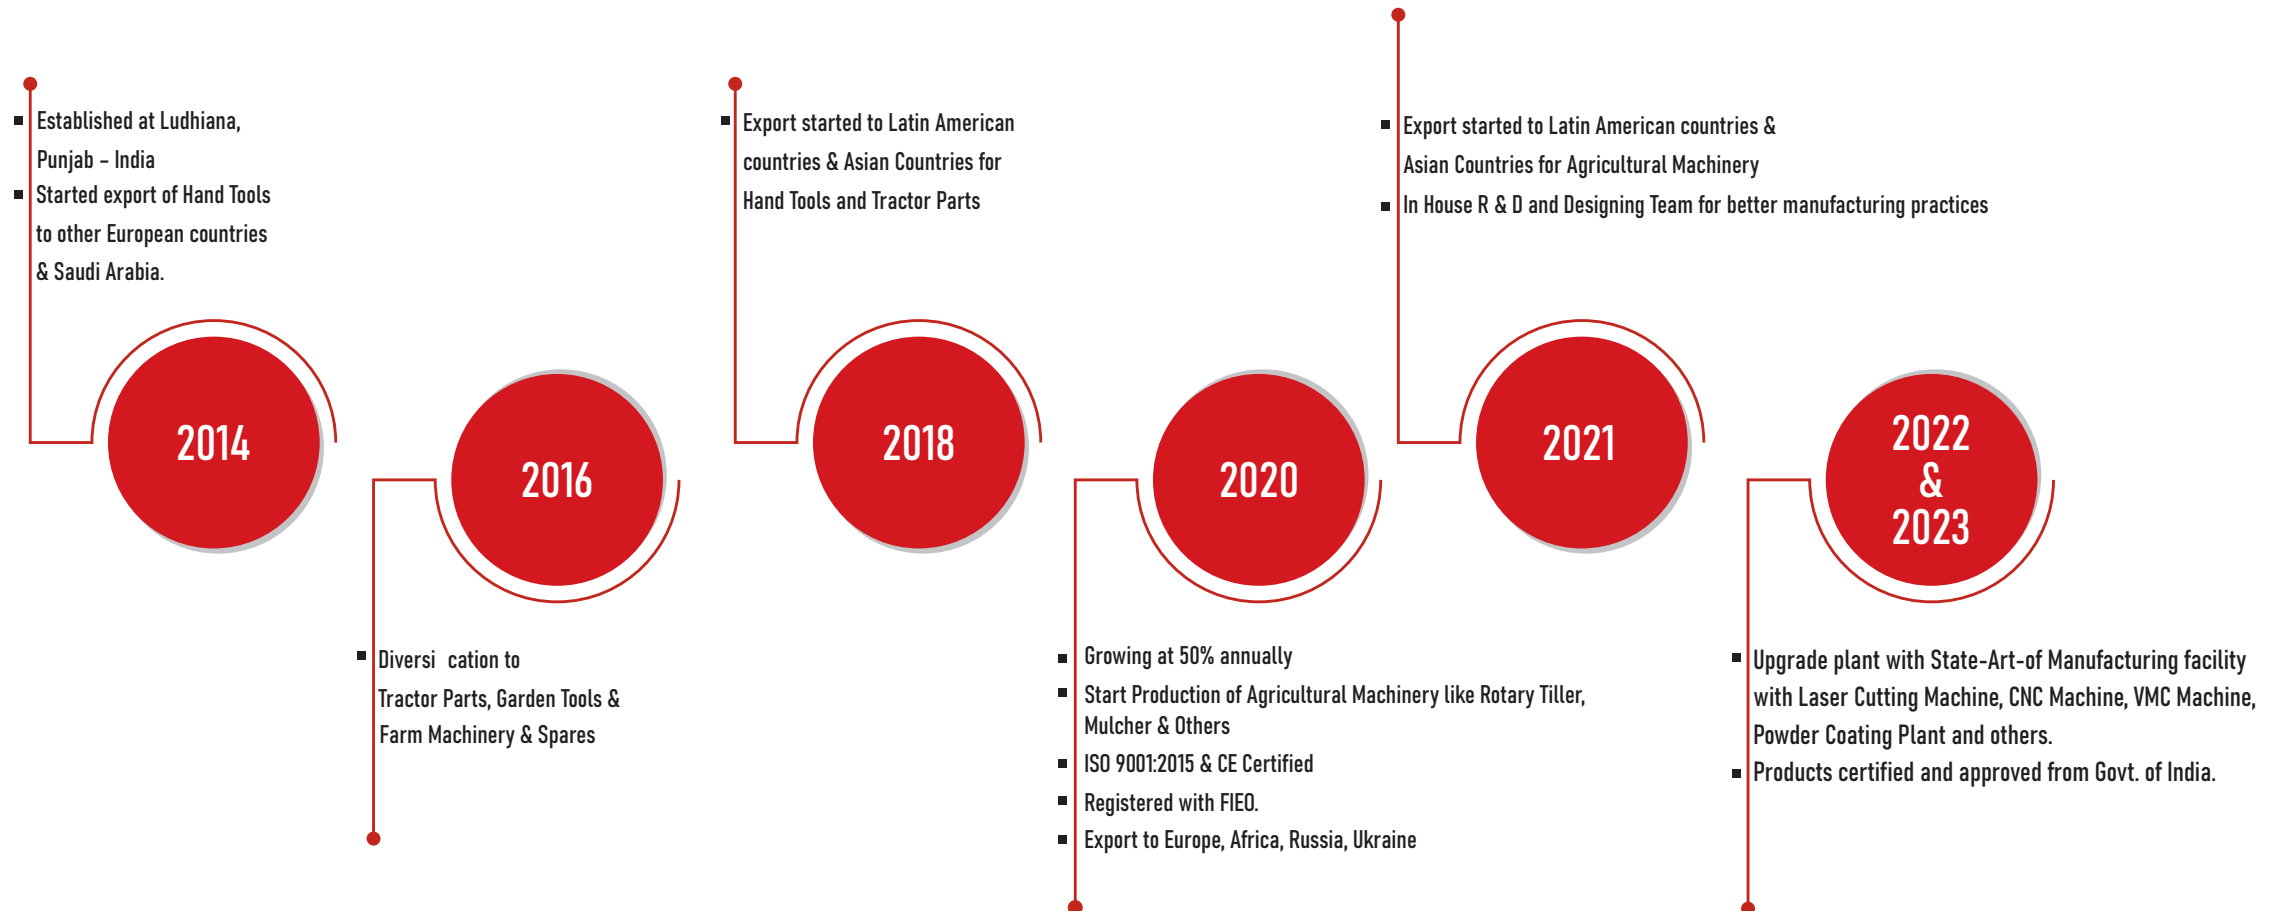 Established at Ludhiana,
Punjab - India
Started export of Hand Tools
to other European countries
& Saudi Arabia.
2014
2016
Diversi cation to
Tractor Parts, Garden Tools &
Farm Machinery & Spares
Export started to Latin American
countries & Asian Countries for
Hand Tools and Tractor Parts
2018
2020
Growing at 50% annually
Start Production of Agricultural Machinery like Rotary Tiller,
Mulcher & Others
ISO 9001:2015 & CE Certified
Registered with FIEO.
Export to Europe, Africa, Russia, Ukraine
Export started to Latin American countries &
Asian Countries for Agricultural Machinery
In House R & D and Designing Team for better manufacturing practices
2021
2022
&
2023
Upgrade plant with State-Art-of Manufacturing facility
with Laser Cutting Machine, CNC Machine, VMC Machine,
Powder Coating Plant and others.
Products certified and approved from Govt. of India.